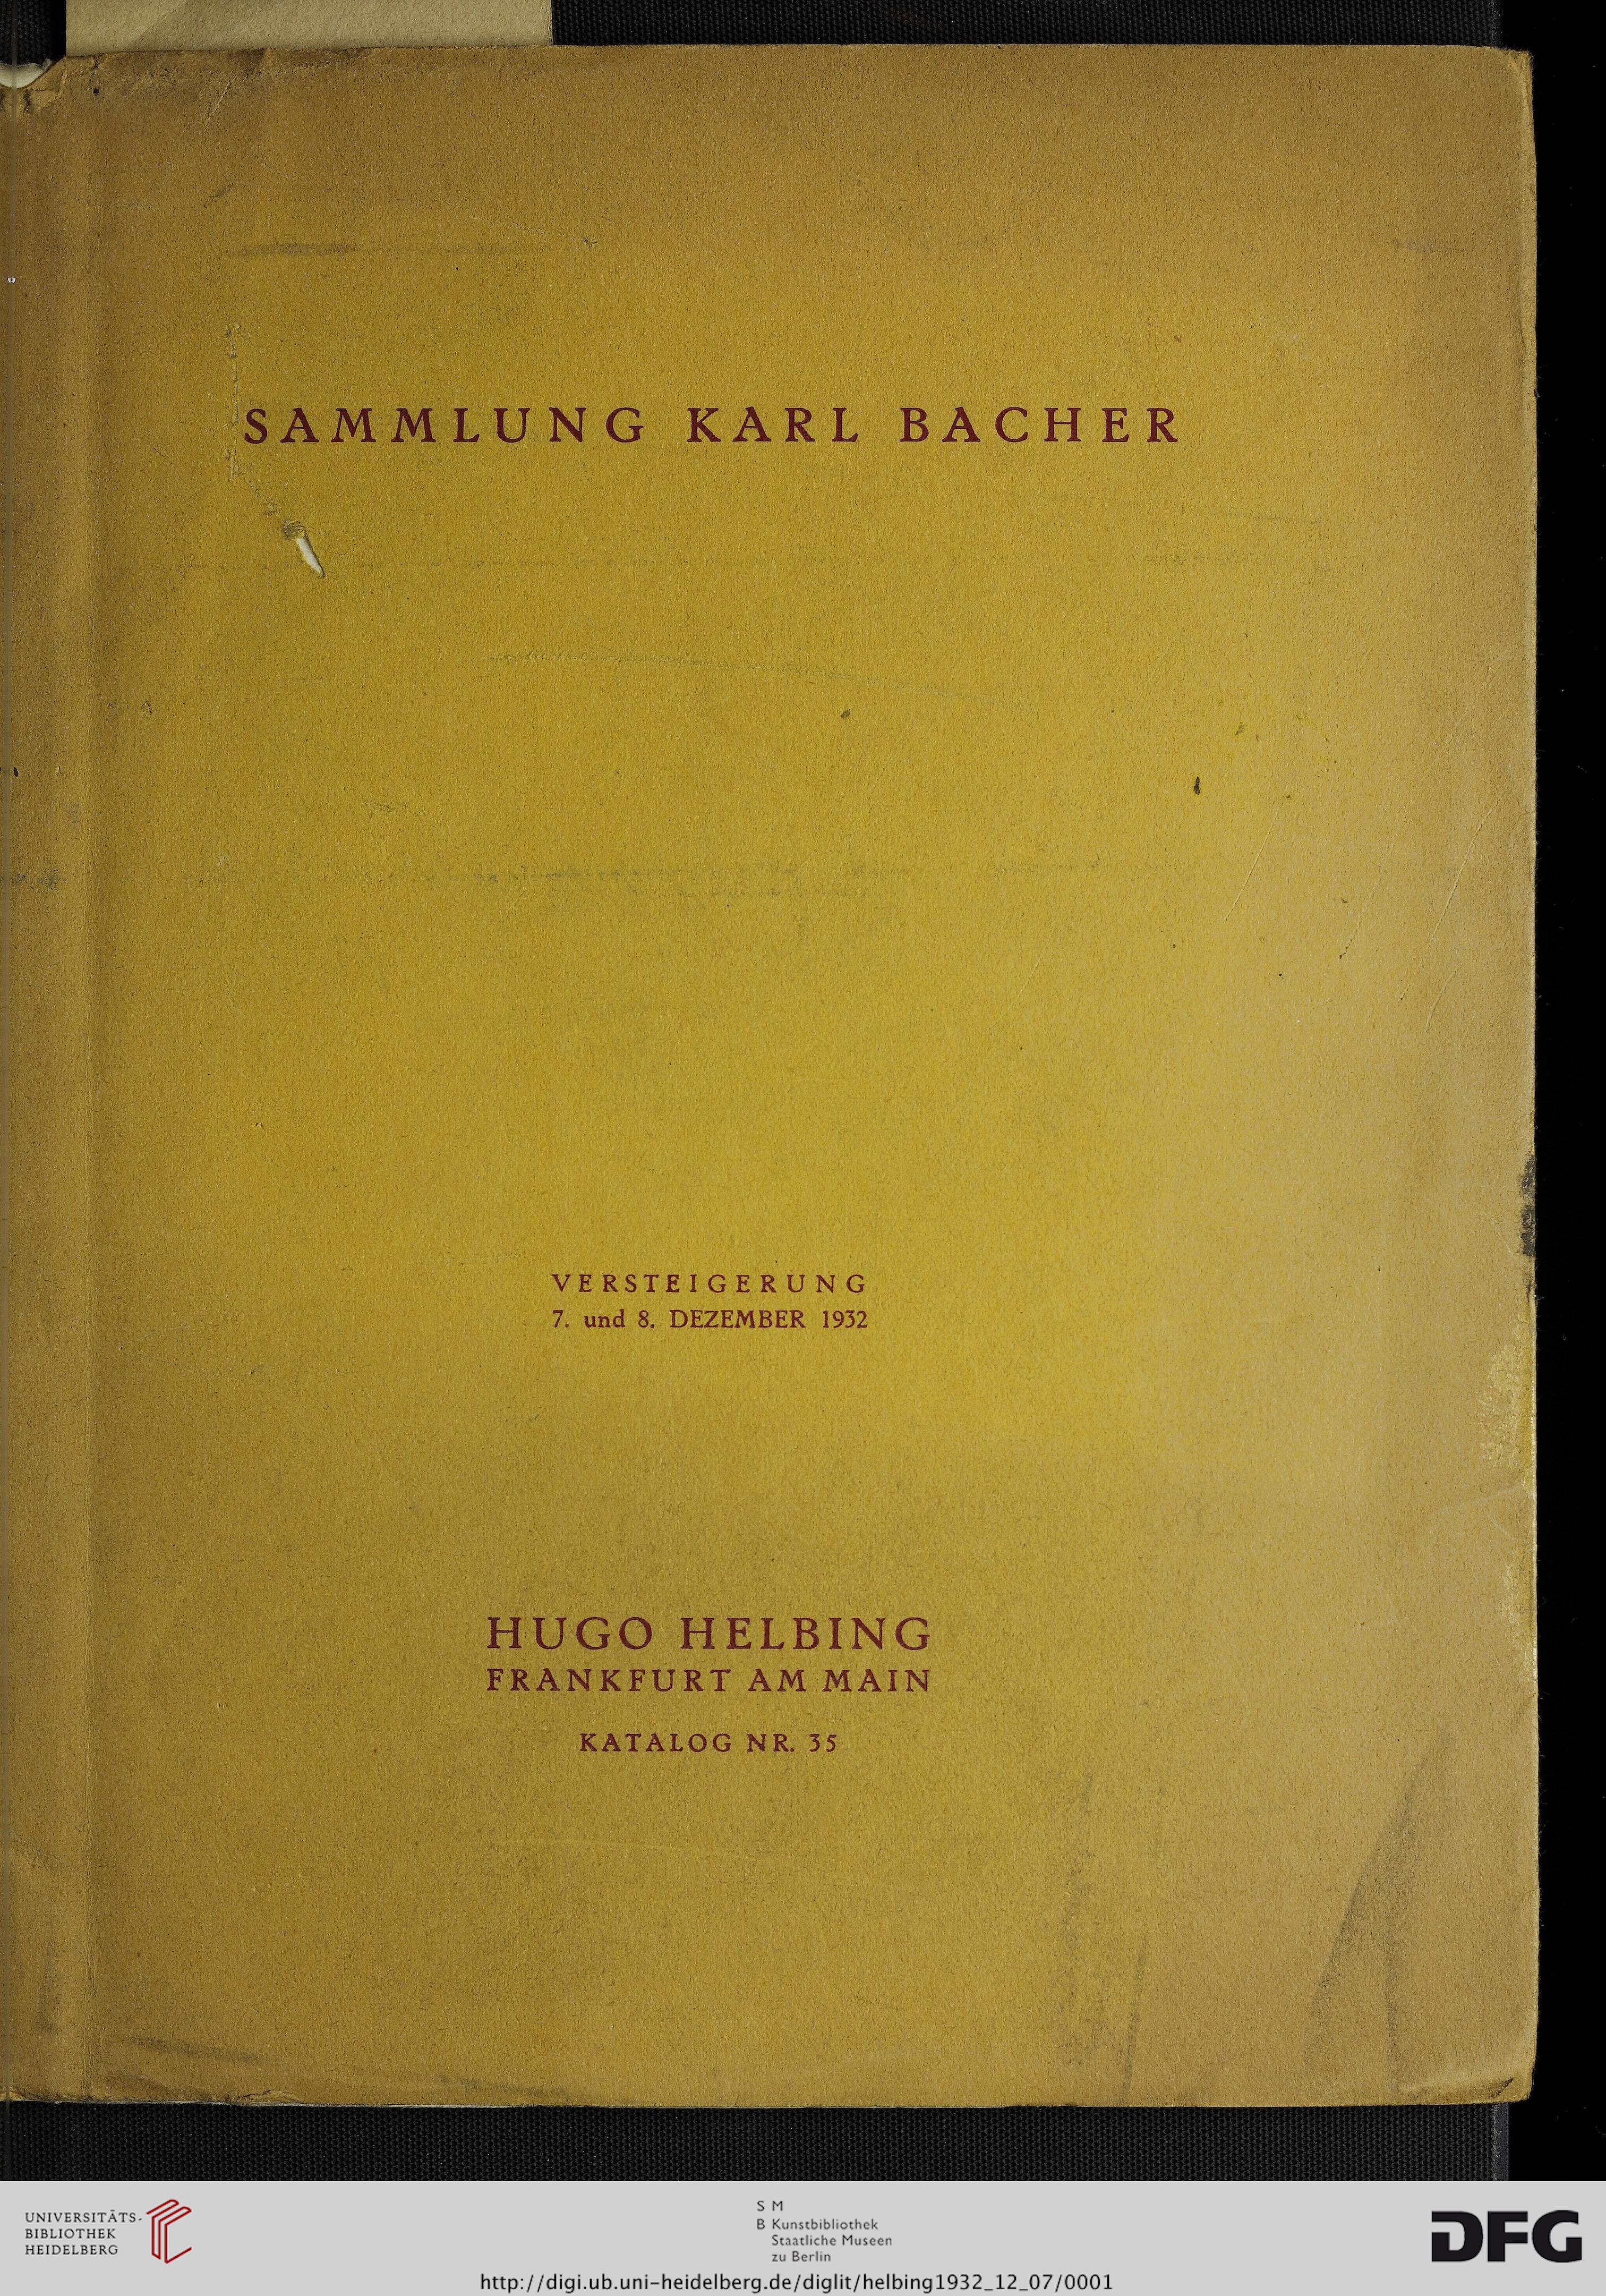 SAMMLUNG KARL BACHER
VERSTEIGERUNG
7. und 8. DEZEMBER 1932
HUGO HELBING
FRANKFURT AM MAIN
KATALOG NR. 35
UNIVERSITÄTS-
BIBLIOTHEK
HEIDELBERG
S M
B Kunstbibliothek
Staatliche Museen
zu Berlin
DFG
http://digi.ub.uni-heidelberg.de/diglit/helbing1932_12_07/0001